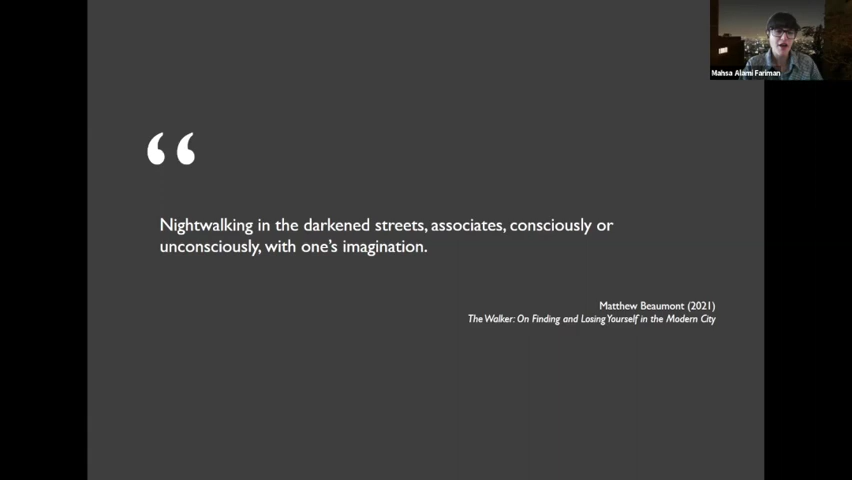 Mahsa Alami Fariman
“
Nightwalking in the darkened streets, associates, consciously or
unconsciously, with one’s imagination.
Matthew Beaumont (2021)
The Walker: On Finding and Losing Yourself in the Modern City